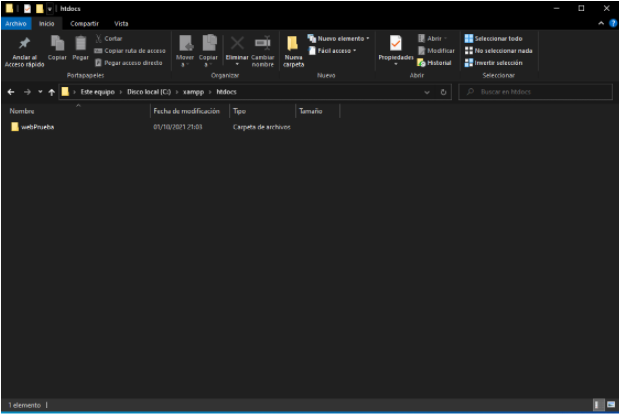 htdocs
Archivo Inicio Compartir Vista
Anclar al Acceso rápido
Copiar
Pegar
Cortar
Copiar ruta de acceso
Pegar acceso directo
Portapapeles
Mover a
Copiar a
Eliminar
Cambiar nombre
Organizar
Nueva carpeta
Nuevo elemento
Fácil acceso
Nuevo
Propiedades
Abrir
Modificar
Historial
Abrir
Seleccionar todo
No seleccionar nada
Invertir selección
Seleccionar
Este equipo › Disco local (C:) › xampp › htdocs
Buscar en htdocs
Nombre Fecha de modificación Tipo Tamaño
webPrueba 01/10/2021 21:03 Carpeta de archivos
1 elemento